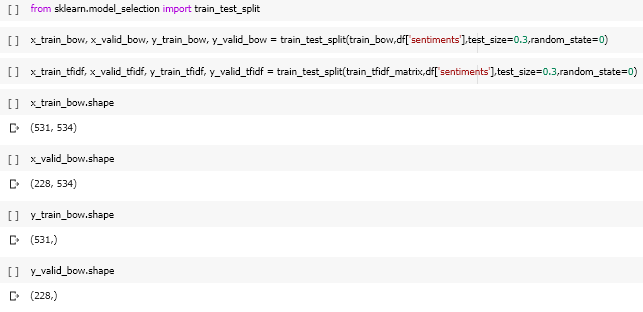 [ ] from sklearn.model_selection import train_test_split
[ ] x_train_bow, x_valid_bow, y_train_bow, y_valid_bow = train_test_split(train_bow,df['sentiments'],test_size=0.3,random_state=0)
[ ] x_train_tfidf, x_valid_tfidf, y_train_tfidf, y_valid_tfidf = train_test_split(train_tfidf_matrix,df['sentiments'],test_size=0.3,random_state=0)
[ ] x_train_bow.shape
(531, 534)
[ ] x_valid_bow.shape
(228, 534)
[ ] y_train_bow.shape
(531,)
[ ] y_valid_bow.shape
(228,)